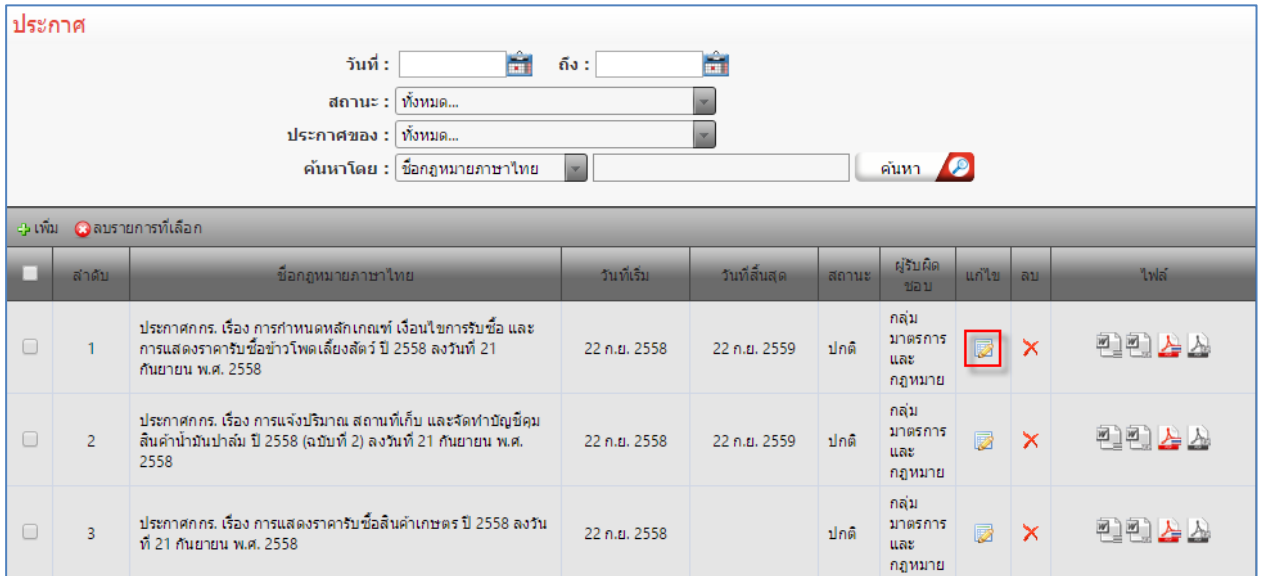 ประกาศ
วันที่ : ถึง :
สถานะ : ทั้งหมด...
ประกาศของ : ทั้งหมด...
ค้นหาโดย : ชื่อกฎหมายภาษาไทย ค้นหา
เพิ่ม ลบรายการที่เลือก
ลำดับ ชื่อกฎหมายภาษาไทย วันที่เริ่ม วันที่สิ้นสุด สถานะ ผู้รับผิด
ชอบ แก้ไข ลบ ไฟล์
1 ประกาศกกร. เรื่อง การกำหนดหลักเกณฑ์ เงื่อนไขการรับซื้อ และ
การแสดงราคารับซื้อข้าวโพดเลี้ยงสัตว์ ปี 2558 ลงวันที่ 21
กันยายน พ.ศ. 2558
22 ก.ย. 2558 22 ก.ย. 2559 ปกติ
กลุ่ม
มาตรการ
และ
กฎหมาย
2 ประกาศกกร. เรื่อง การแจ้งปริมาณ สถานที่เก็บ และจัดทำบัญชีคุม
สินค้าน้ำมันปาล์ม ปี 2558 (ฉบับที่ 2) ลงวันที่ 21 กันยายน พ.ศ.
2558
22 ก.ย. 2558 22 ก.ย. 2559 ปกติ
กลุ่ม
มาตรการ
และ
กฎหมาย
3 ประกาศกกร. เรื่อง การแสดงราคารับซื้อสินค้าเกษตร ปี 2558 ลงวัน
ที่ 21 กันยายน พ.ศ. 2558
22 ก.ย. 2558 ปกติ
กลุ่ม
มาตรการ
และ
กฎหมาย